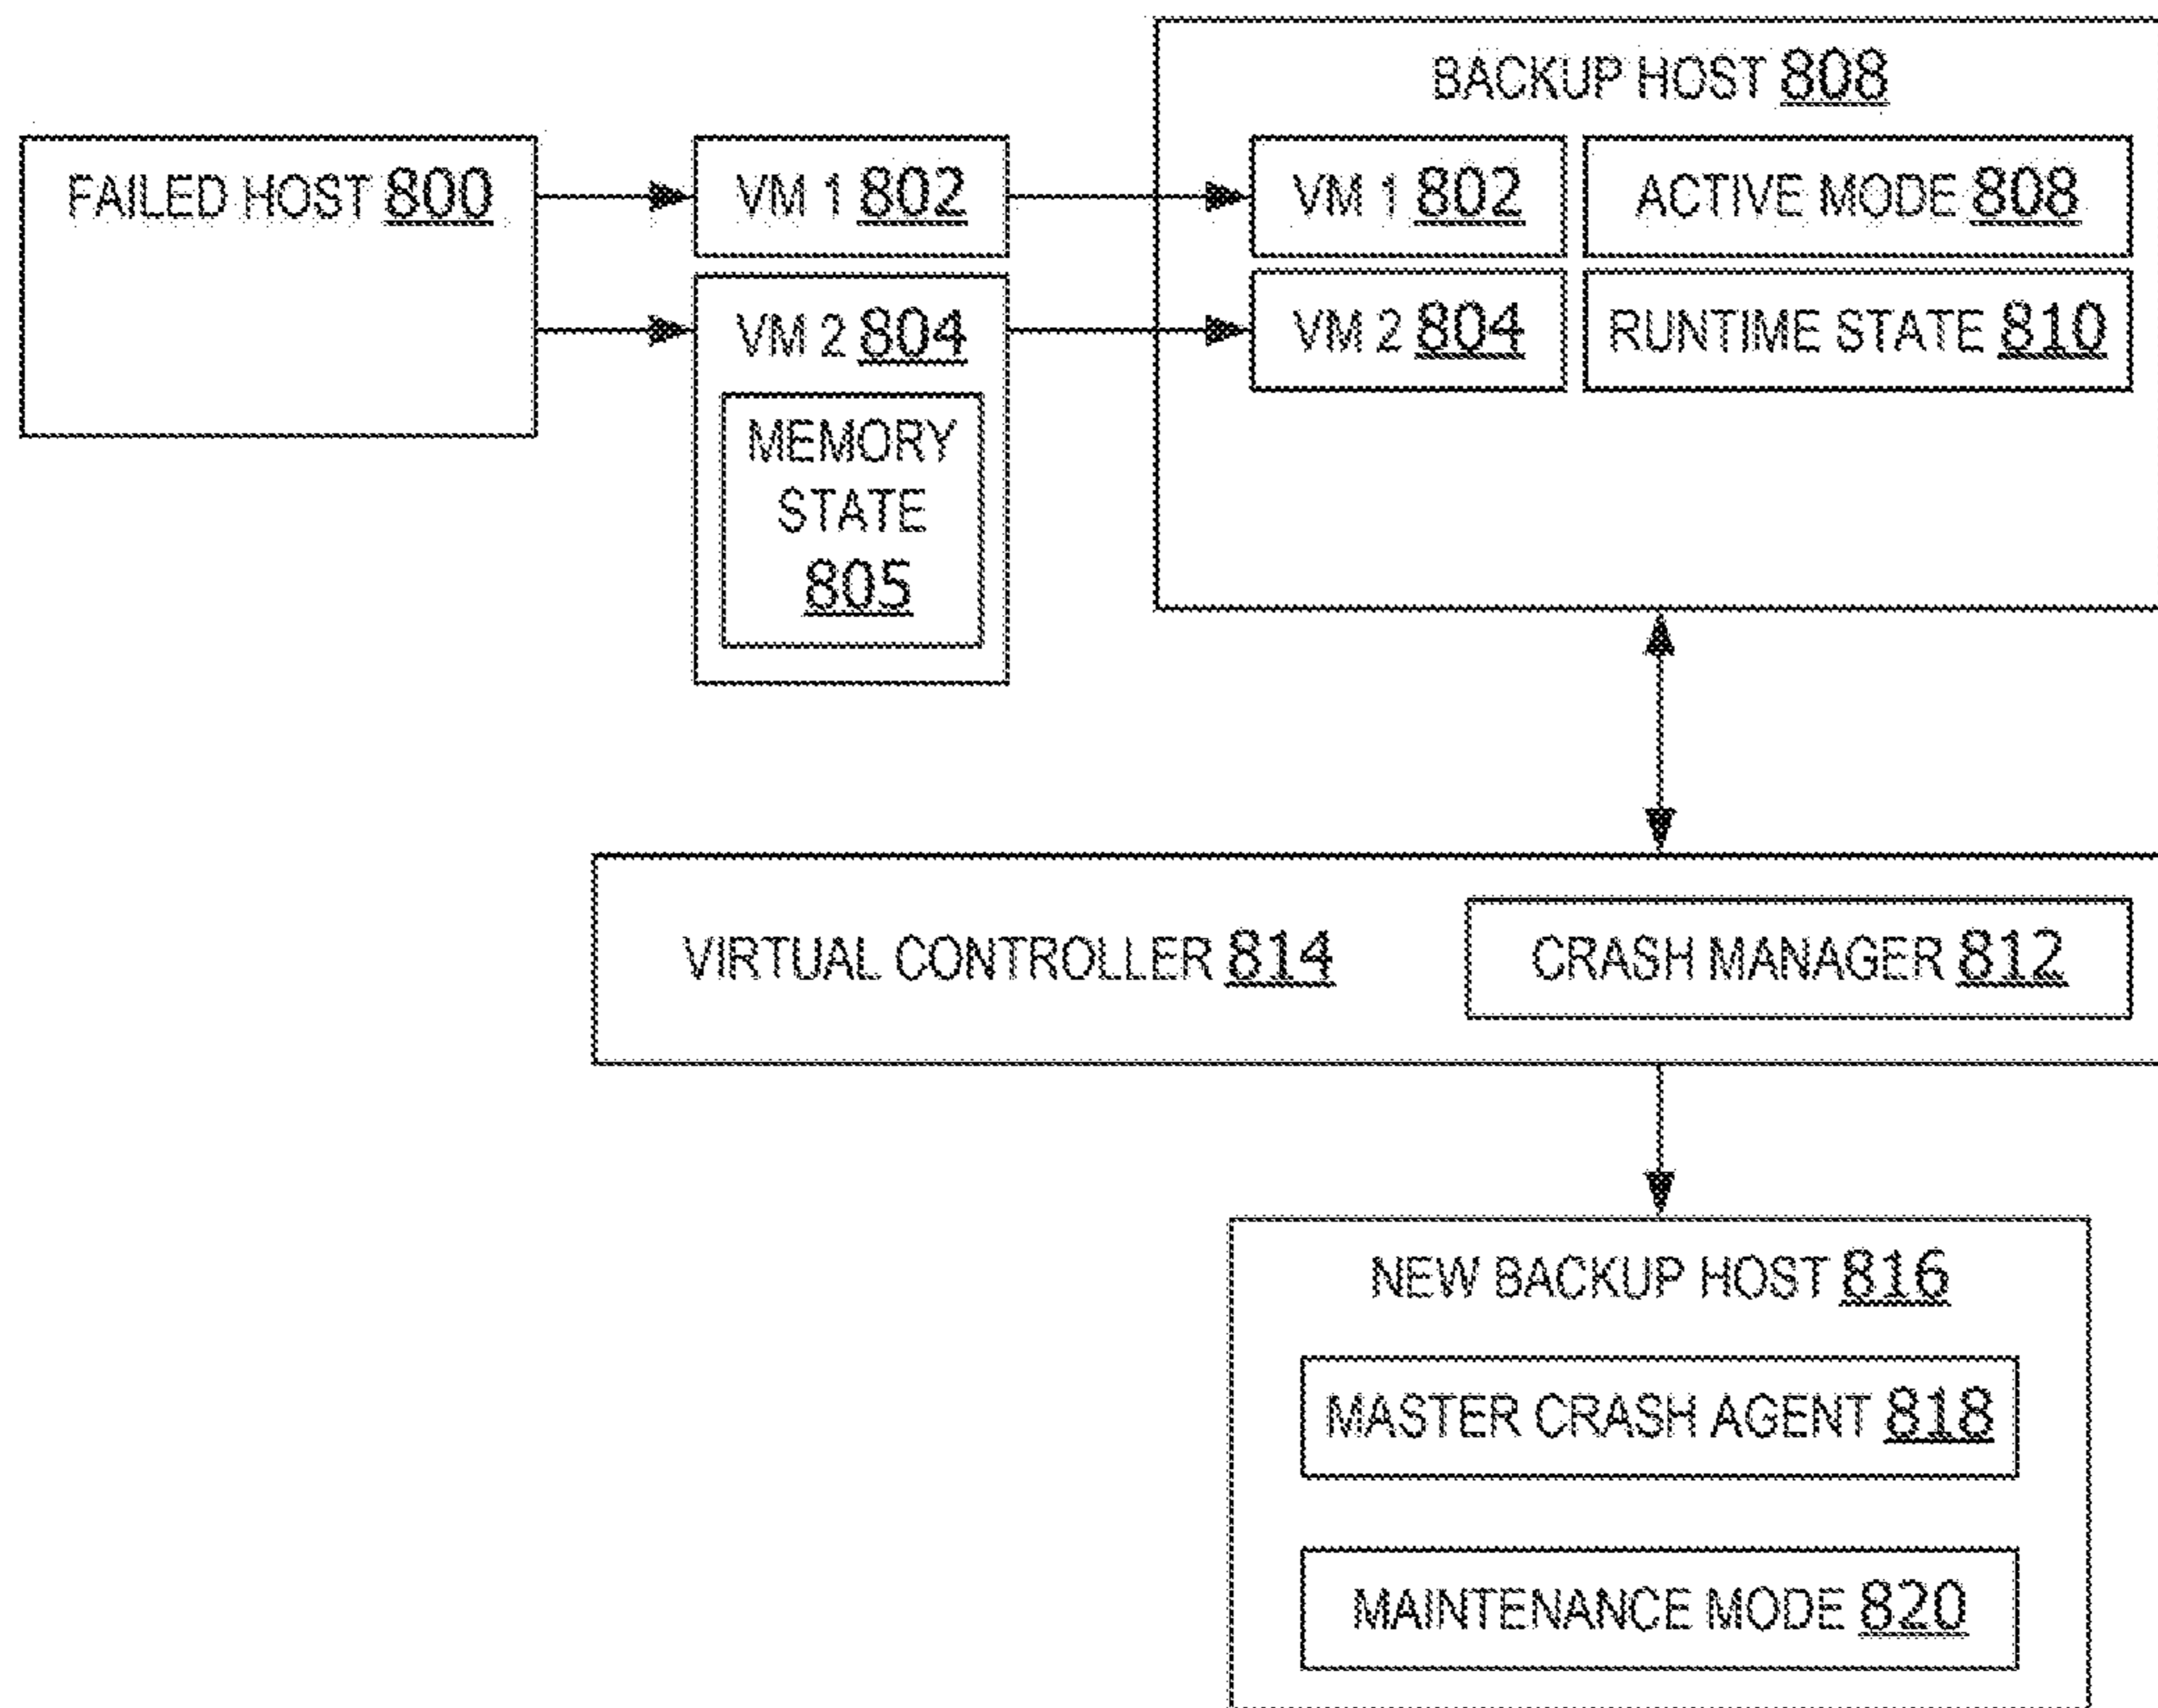 BACKUP HOST 808
FAILED HOST 800
VM 1 802
VM 1 802
ACTIVE MODE 808
VM 2 804
VM 2 804
RUNTIME STATE 810
MEMORY
STATE
805
VIRTUAL CONTROLLER 814
CRASH MANAGER 812
NEW BACKUP HOST 816
MASTER CRASH AGENT 818
MAINTENANCE MODE 820